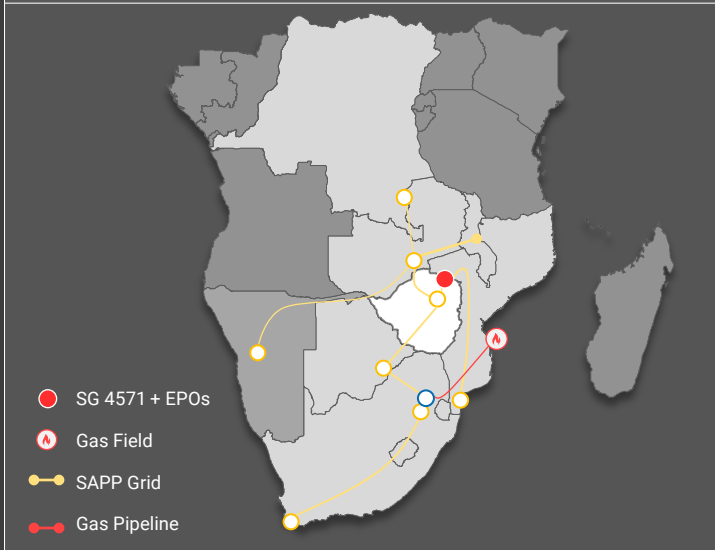 SG 4571 + EPOs
Gas Field
SAPP Grid
Gas Pipeline